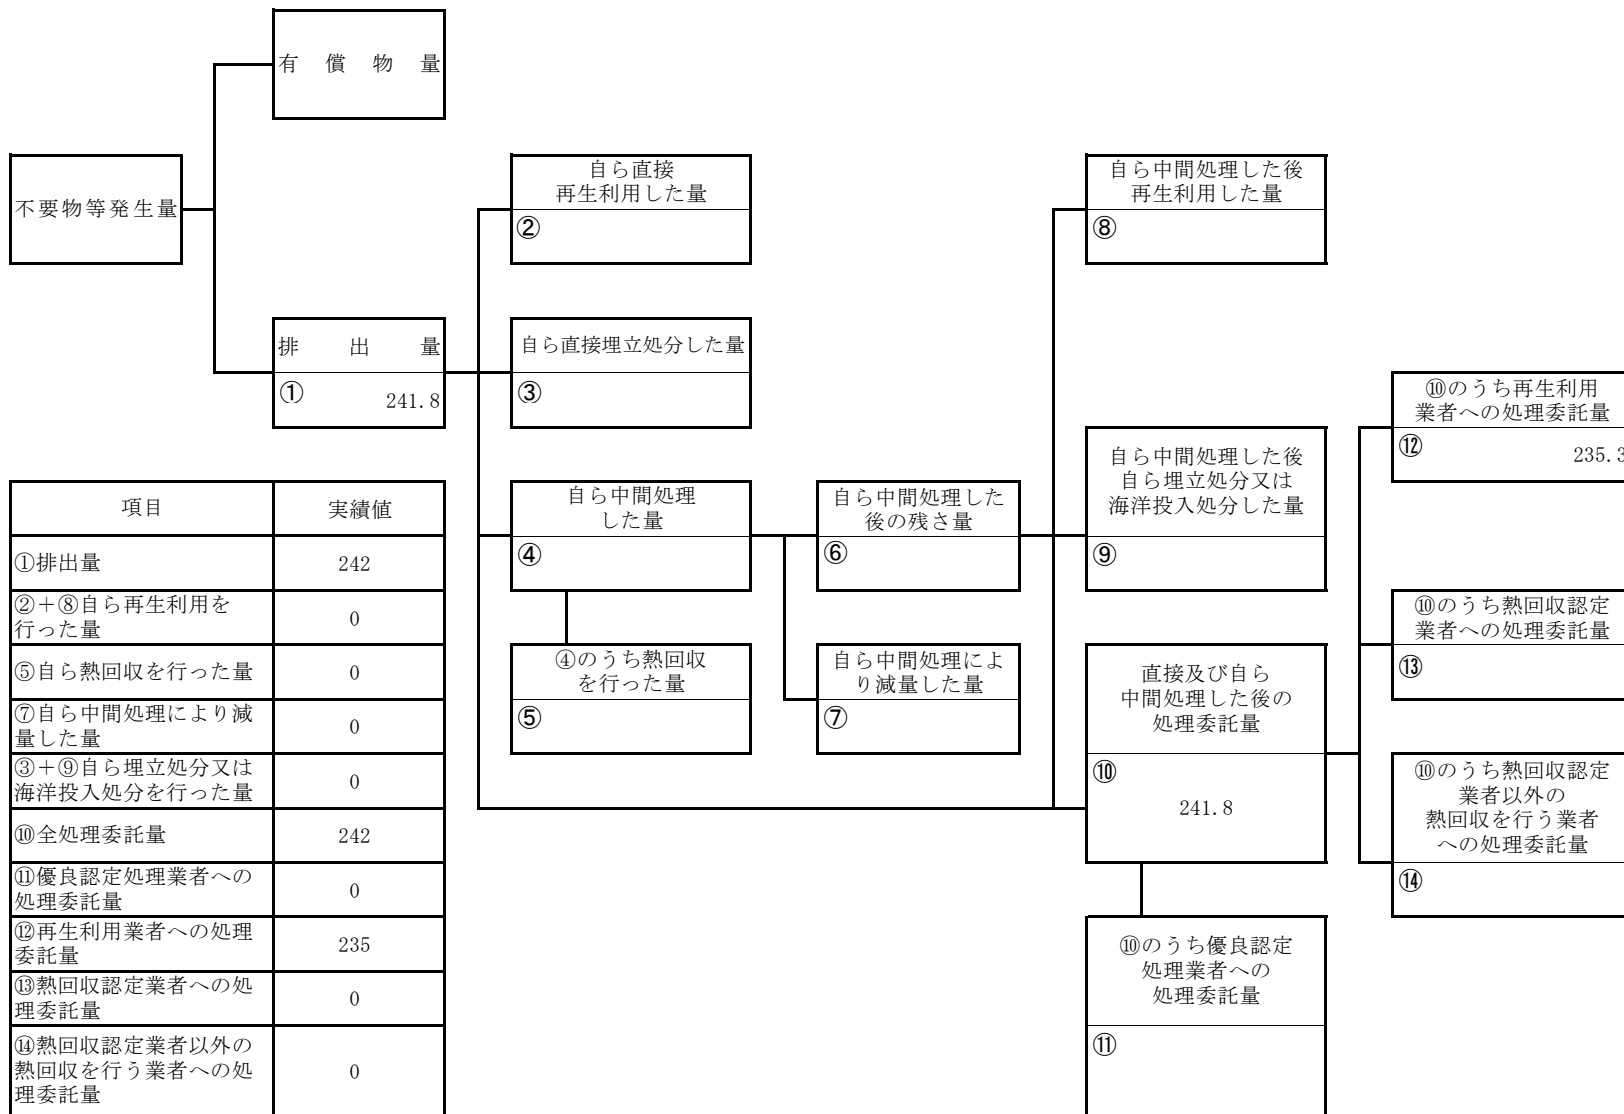 有償物量
不要物等発生量
自ら直接
再生利用した量
②
自ら中間処理した後
再生利用した量
⑧
排出量
①
241.8
自ら直接埋立処分した量
③
⑩のうち再生利用
業者への処理委託量
⑫
235.3
自ら中間処理
した量
④
自ら中間処理した
後の残さ量
⑥
自ら中間処理した後
自ら埋立処分又は
海洋投入処分した量
⑨
④のうち熱回収
を行った量
⑤
自ら中間処理によ
り減量した量
⑦
直接及び自ら
中間処理した後の
処理委託量
⑩
241.8
⑩のうち熱回収認定
業者への処理委託量
⑬
⑩のうち熱回収認定
業者以外の
熱回収を行う業者
への処理委託量
⑭
⑩のうち優良認定
処理業者への
処理委託量
⑪
項目 実績値
①排出量 242
②+⑧自ら再生利用を
行った量 0
⑤自ら熱回収を行った量 0
⑦自ら中間処理により減
量した量 0
③+⑨自ら埋立処分又は
海洋投入処分を行った量 0
⑩全処理委託量 242
⑪優良認定処理業者への
処理委託量 0
⑫再生利用業者への処理
委託量 235
⑬熱回収認定業者への処
理委託量 0
⑭熱回収認定業者以外の
熱回収を行う業者への処
理委託量 0